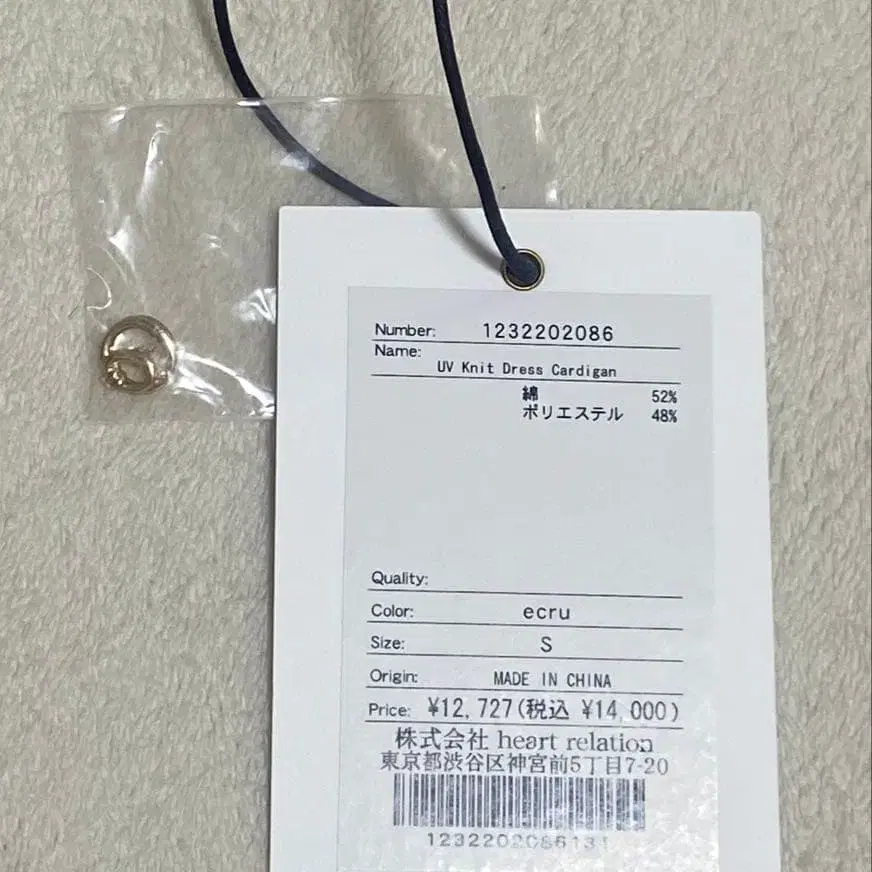 Number: 1232202086
Name:
UV Knit Dress Cardigan
綿 52%
ポリエステル 48%
Quality:
Color: ecru
Size: S
Origin: MADE IN CHINA
Price: ¥12,727(税込 ¥14,000)
株式会社 heart relation
東京都渋谷区神宮前5丁目7-20
1232202086131